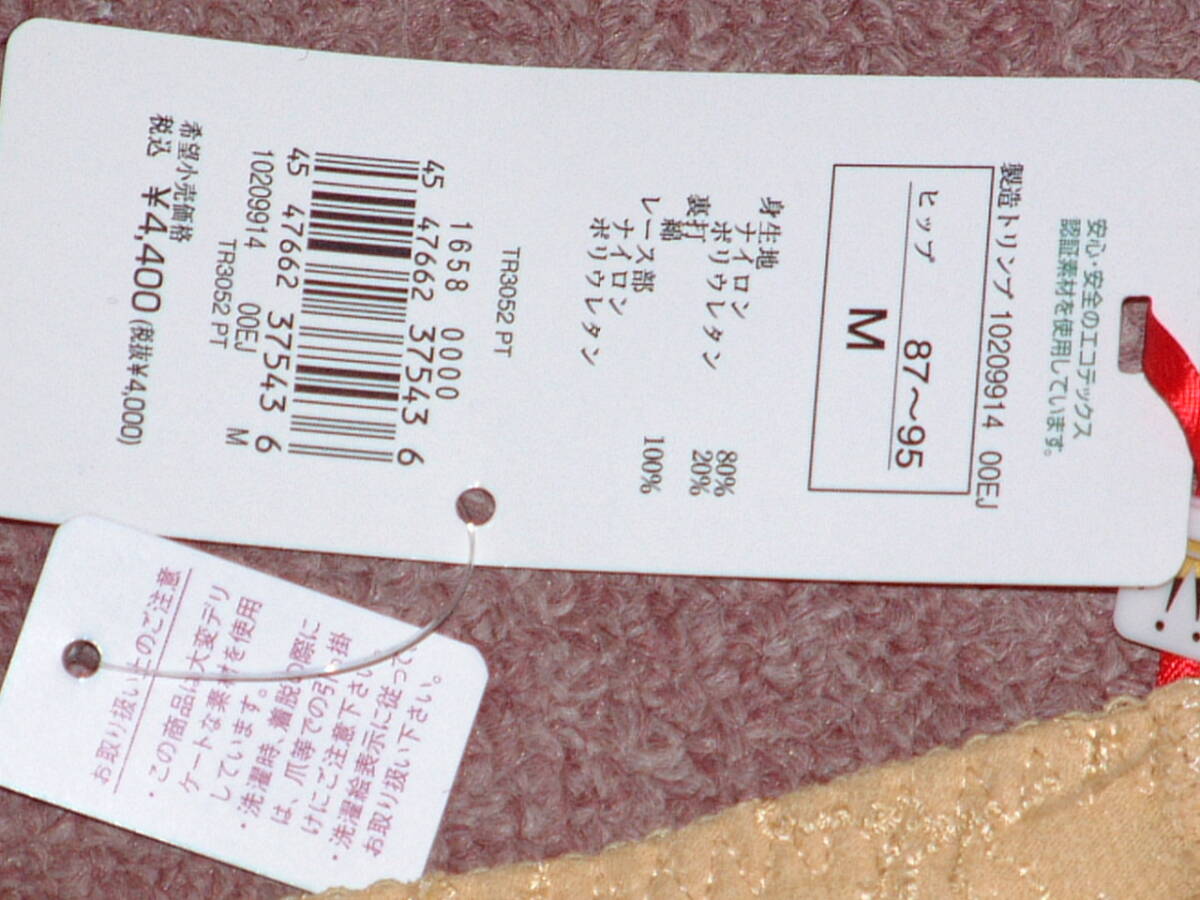 安心・安全のエコテックス
認証素材を使用しています。
製造トリンプ 10209914 00EJ
ヒップ 87〜95
M
身生地
ナイロン 80%
ポリウレタン 20%
裏打
綿 100%
レース部
ナイロン
ポリウレタン
TR3052 PT
1658 0000
45 47662 37543 6
45 47662 37543 6
10209914 00EJ
TR3052 PT M
希望小売価格
税込 ¥4,400 (税抜¥4,000)
お取り扱い上のご注意
・この商品は大変デリ
ケートな素材を使用
しています。
・洗濯時、着脱の際に
は、爪等での引っ掛
けにご注意下さい。
・洗濯絵表示に従って、
お取り扱い下さい。